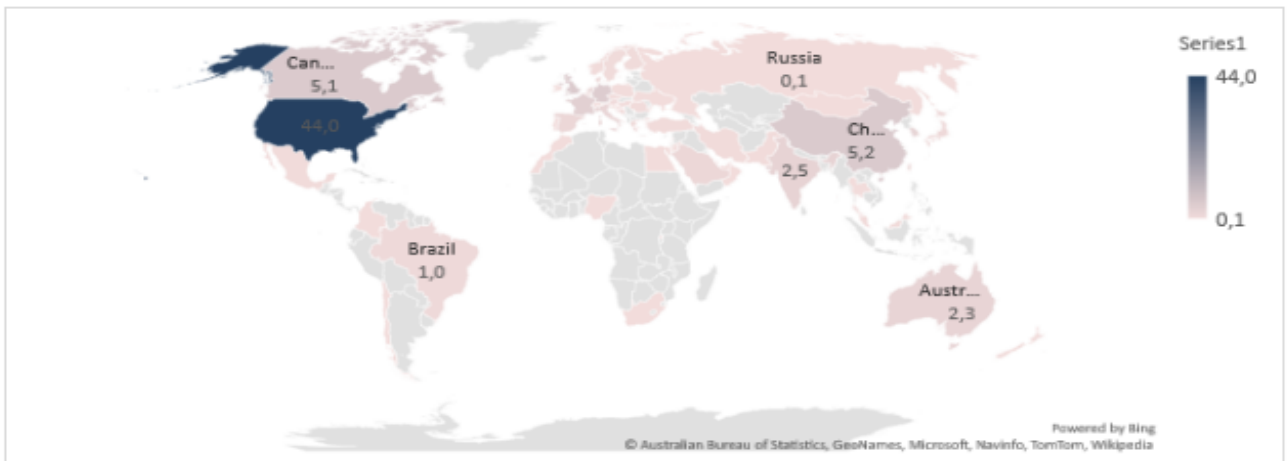 Series1
44,0
0,1
Can...
5,1
44,0
Russia
0,1
Ch...
5,2
2,5
Brazil
1,0
Austr...
2,3
Powered by Bing
© Australian Bureau of Statistics, GeoNames, Microsoft, Navinfo, TomTom, Wikipedia